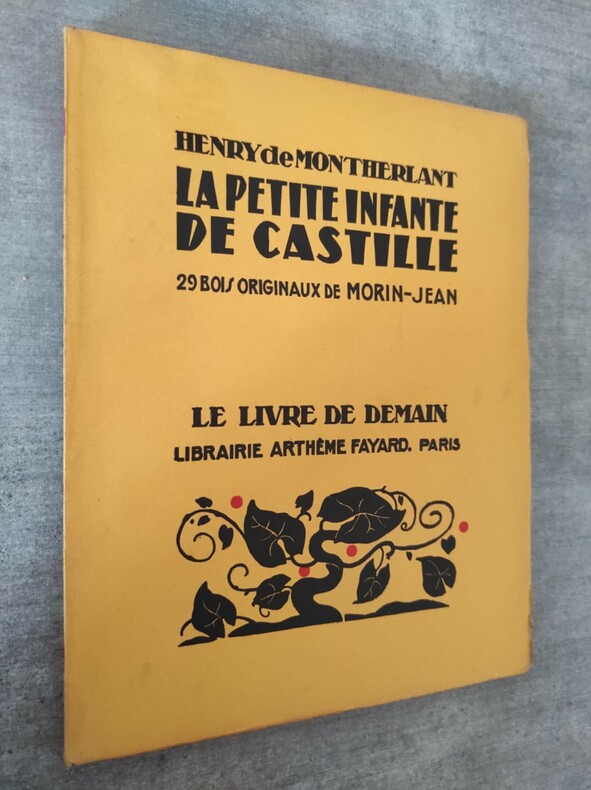 HENRY de MONTHERLANT
LA PETITE INFANTE
DE CASTILLE
29 BOIS ORIGINAUX DE MORIN-JEAN
LE LIVRE DE DEMAIN
LIBRAIRIE ARTHÊME FAYARD. PARIS